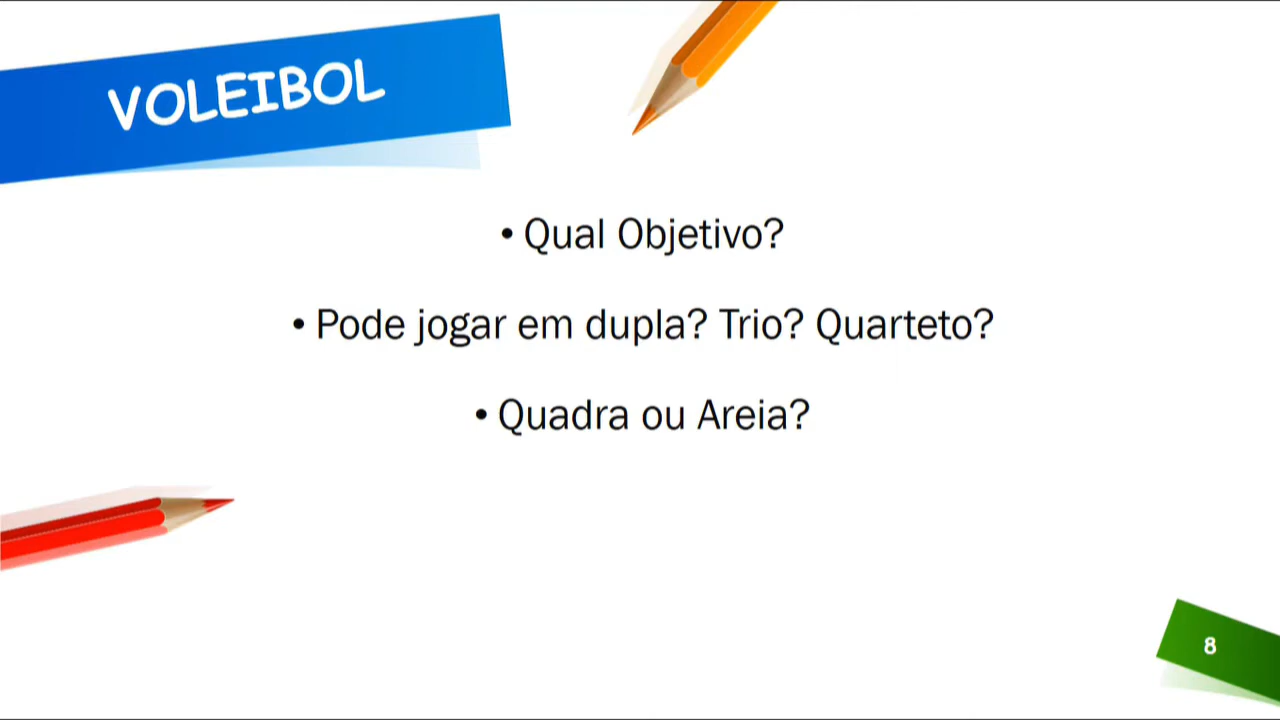 VOLEIBOL
• Qual Objetivo?
• Pode jogar em dupla? Trio? Quarteto?
• Quadra ou Areia?
8